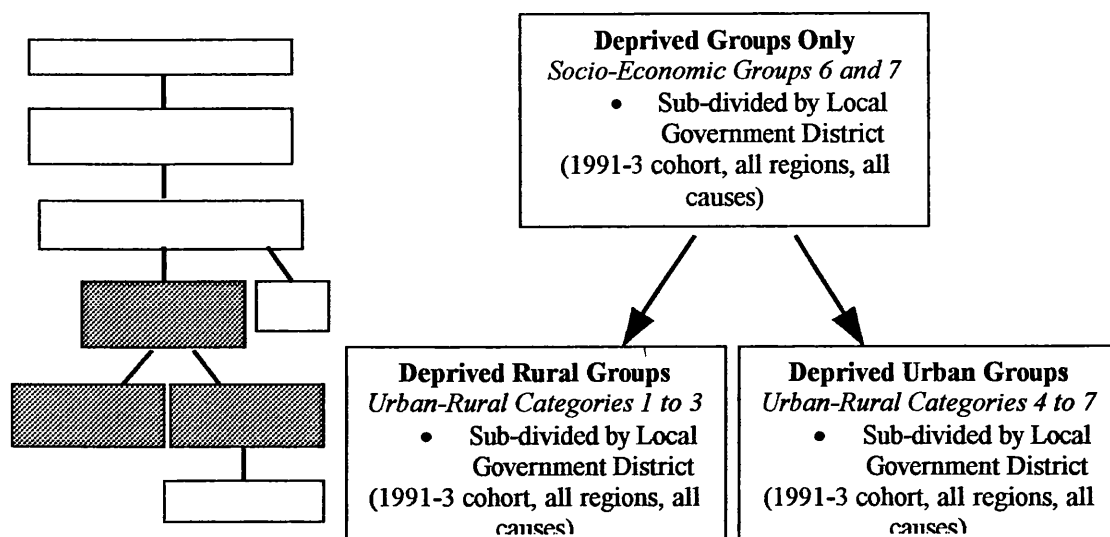 Deprived Groups Only
Socio-Economic Groups 6 and 7
• Sub-divided by Local
Government District
(1991-3 cohort, all regions, all
causes)
Deprived Rural Groups
Urban-Rural Categories 1 to 3
• Sub-divided by Local
Government District
(1991-3 cohort, all regions, all
causes)
Deprived Urban Groups
Urban-Rural Categories 4 to 7
• Sub-divided by Local
Government District
(1991-3 cohort, all regions, all
causes)